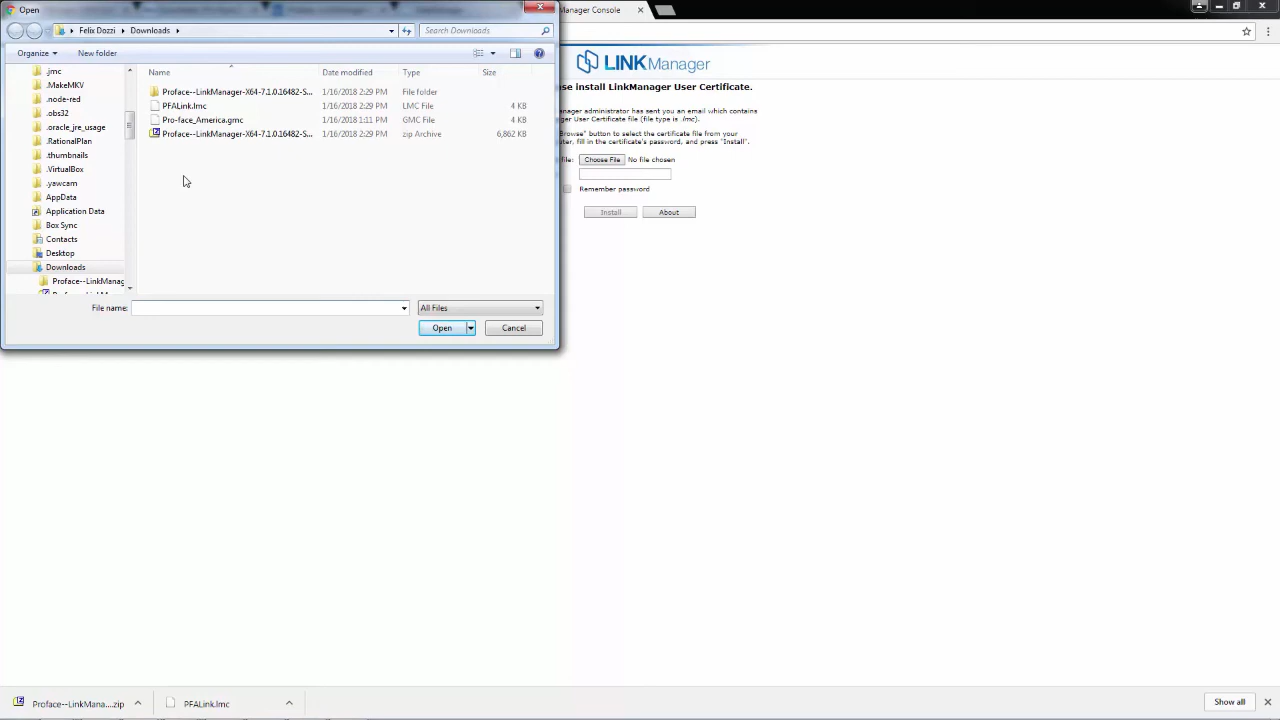 Open
Manager Console
Felix Dozzi
Downloads
Search Downloads
Organize
New folder
.jmc
.MakeMKV
.node-red
.obs32
.oracle_jre_usage
.RationalPlan
.thumbnails
.VirtualBox
.yawcam
AppData
Application Data
Box Sync
Contacts
Desktop
Downloads
Proface--LinkManag
Name Date modified Type Size
Proface--LinkManager-X64-7.1.0.16482-S... 1/16/2018 2:29 PM File folder
PFALink.lmc 1/16/2018 2:29 PM LMC File 4 KB
Pro-face_America.gmc 1/16/2018 1:11 PM GMC File 4 KB
Proface--LinkManager-X64-7.1.0.16482-S... 1/16/2018 2:29 PM zip Archive 6,862 KB
File name:
All Files
Open
Cancel
LINKManager
se install LinkManager User Certificate.
nager administrator has sent you an email which contains
ger User Certificate file (file type is .lmc).
Browse" button to select the certificate file from your
uter, fill in the certificate's password, and press "Install".
file: Choose File No file chosen
Remember password
Install About
Proface--LinkMana....zip
PFALink.lmc
Show all